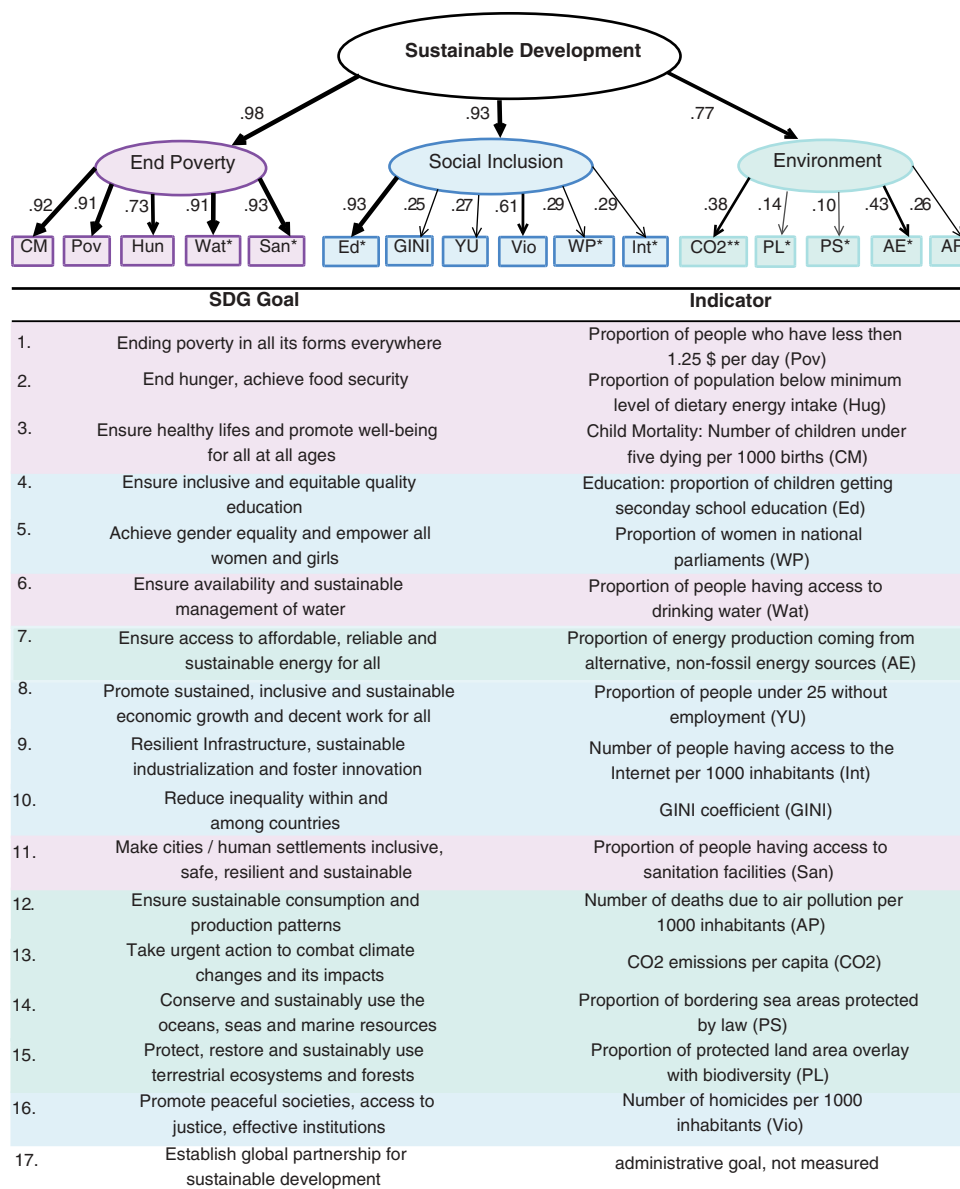 Sustainable Development
.98
.93
.77
End Poverty
Social Inclusion
Environment
.92
.91
.73
.91
.93
.93
.25
.27
.61
.29
.29
.38
.14
.10
.43
.26
CM
Pov
Hun
Wat*
San*
Ed*
GINI
YU
Vio
WP*
Int*
CO2**
PL*
PS*
AE*
SDG Goal
Indicator
1.
Ending poverty in all its forms everywhere
Proportion of people who have less then
1.25 $ per day (Pov)
2.
End hunger, achieve food security
Proportion of population below minimum
level of dietary energy intake (Hug)
3.
Ensure healthy lifes and promote well-being
for all at all ages
Child Mortality: Number of children under
five dying per 1000 births (CM)
4.
Ensure inclusive and equitable quality
education
Education: proportion of children getting
seconday school education (Ed)
5.
Achieve gender equality and empower all
women and girls
Proportion of women in national
parliaments (WP)
6.
Ensure availability and sustainable
management of water
Proportion of people having access to
drinking water (Wat)
7.
Ensure access to affordable, reliable and
sustainable energy for all
Proportion of energy production coming from
alternative, non-fossil energy sources (AE)
8.
Promote sustained, inclusive and sustainable
economic growth and decent work for all
Proportion of people under 25 without
employment (YU)
9.
Resilient Infrastructure, sustainable
industrialization and foster innovation
Number of people having access to the
Internet per 1000 inhabitants (Int)
10.
Reduce inequality within and
among countries
GINI coefficient (GINI)
11.
Make cities / human settlements inclusive,
safe, resilient and sustainable
Proportion of people having access to
sanitation facilities (San)
12.
Ensure sustainable consumption and
production patterns
Number of deaths due to air pollution per
1000 inhabitants (AP)
13.
Take urgent action to combat climate
changes and its impacts
CO2 emissions per capita (CO2)
14.
Conserve and sustainably use the
oceans, seas and marine resources
Proportion of bordering sea areas protected
by law (PS)
15.
Protect, restore and sustainably use
terrestrial ecosystems and forests
Proportion of protected land area overlay
with biodiversity (PL)
16.
Promote peaceful societies, access to
justice, effective institutions
Number of homicides per 1000
inhabitants (Vio)
17.
Establish global partnership for
sustainable development
administrative goal, not measured